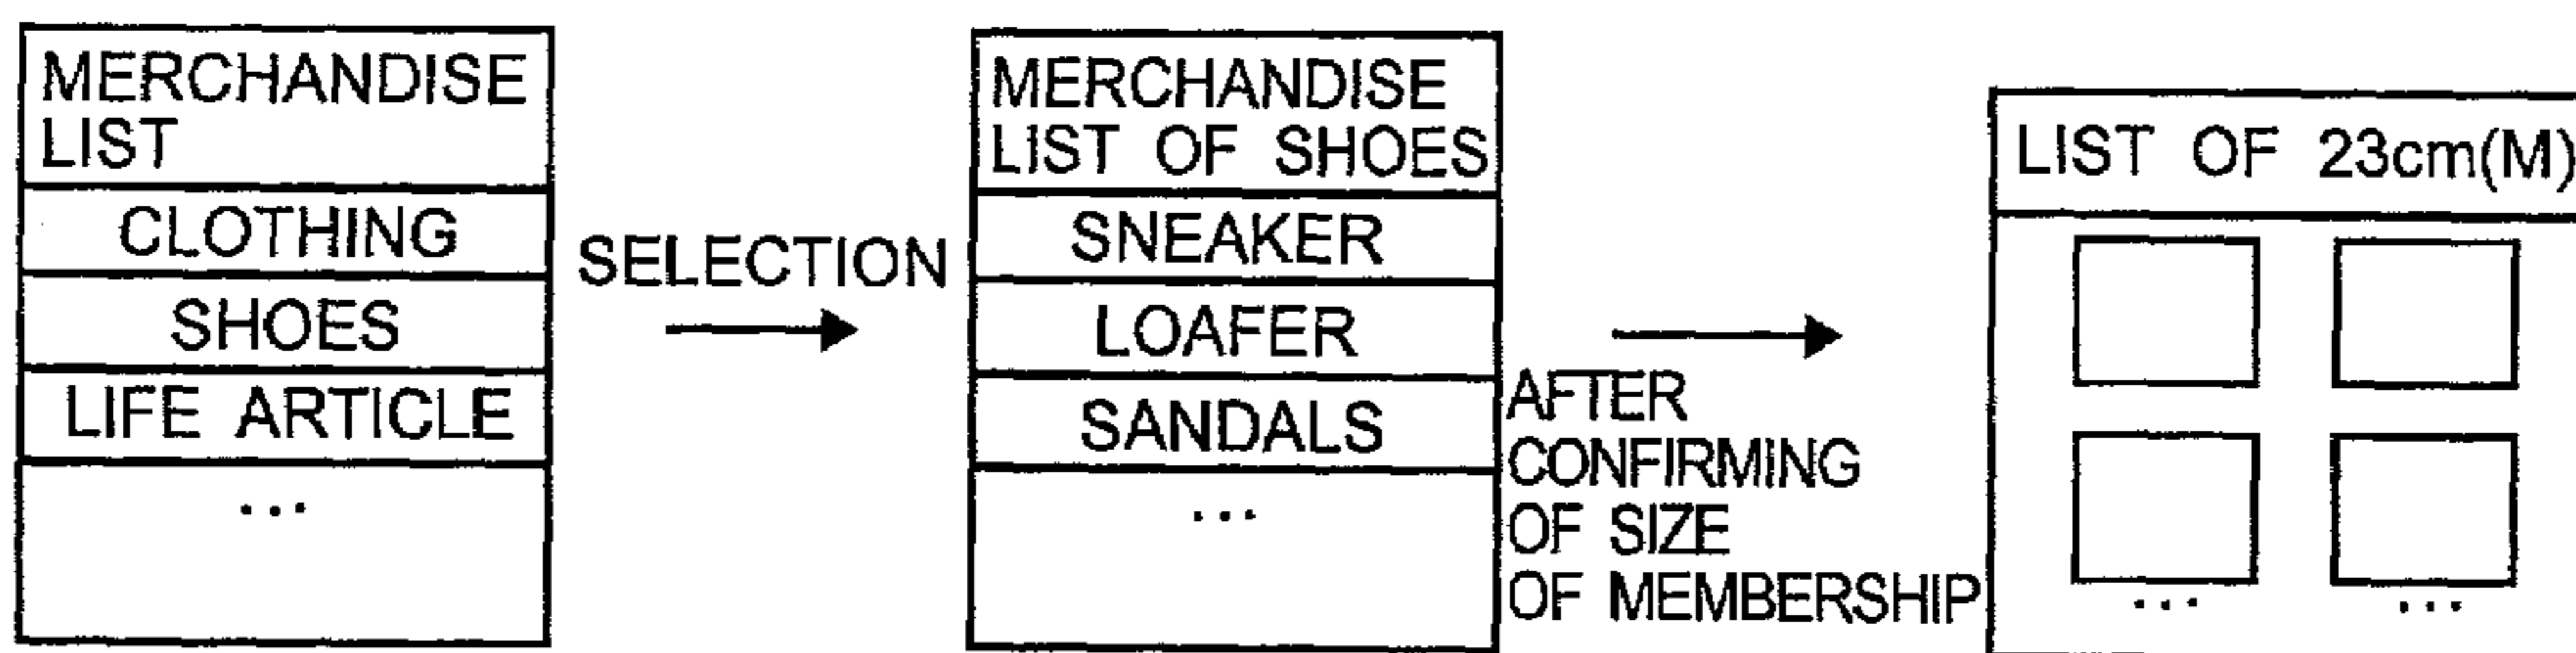 MERCHANDISE
LIST
CLOTHING
SHOES
LIFE ARTICLE
...
SELECTION
MERCHANDISE
LIST OF SHOES
SNEAKER
LOAFER
SANDALS
...
AFTER
CONFIRMING
OF SIZE
OF MEMBERSHIP
LIST OF 23cm(M)
... ...